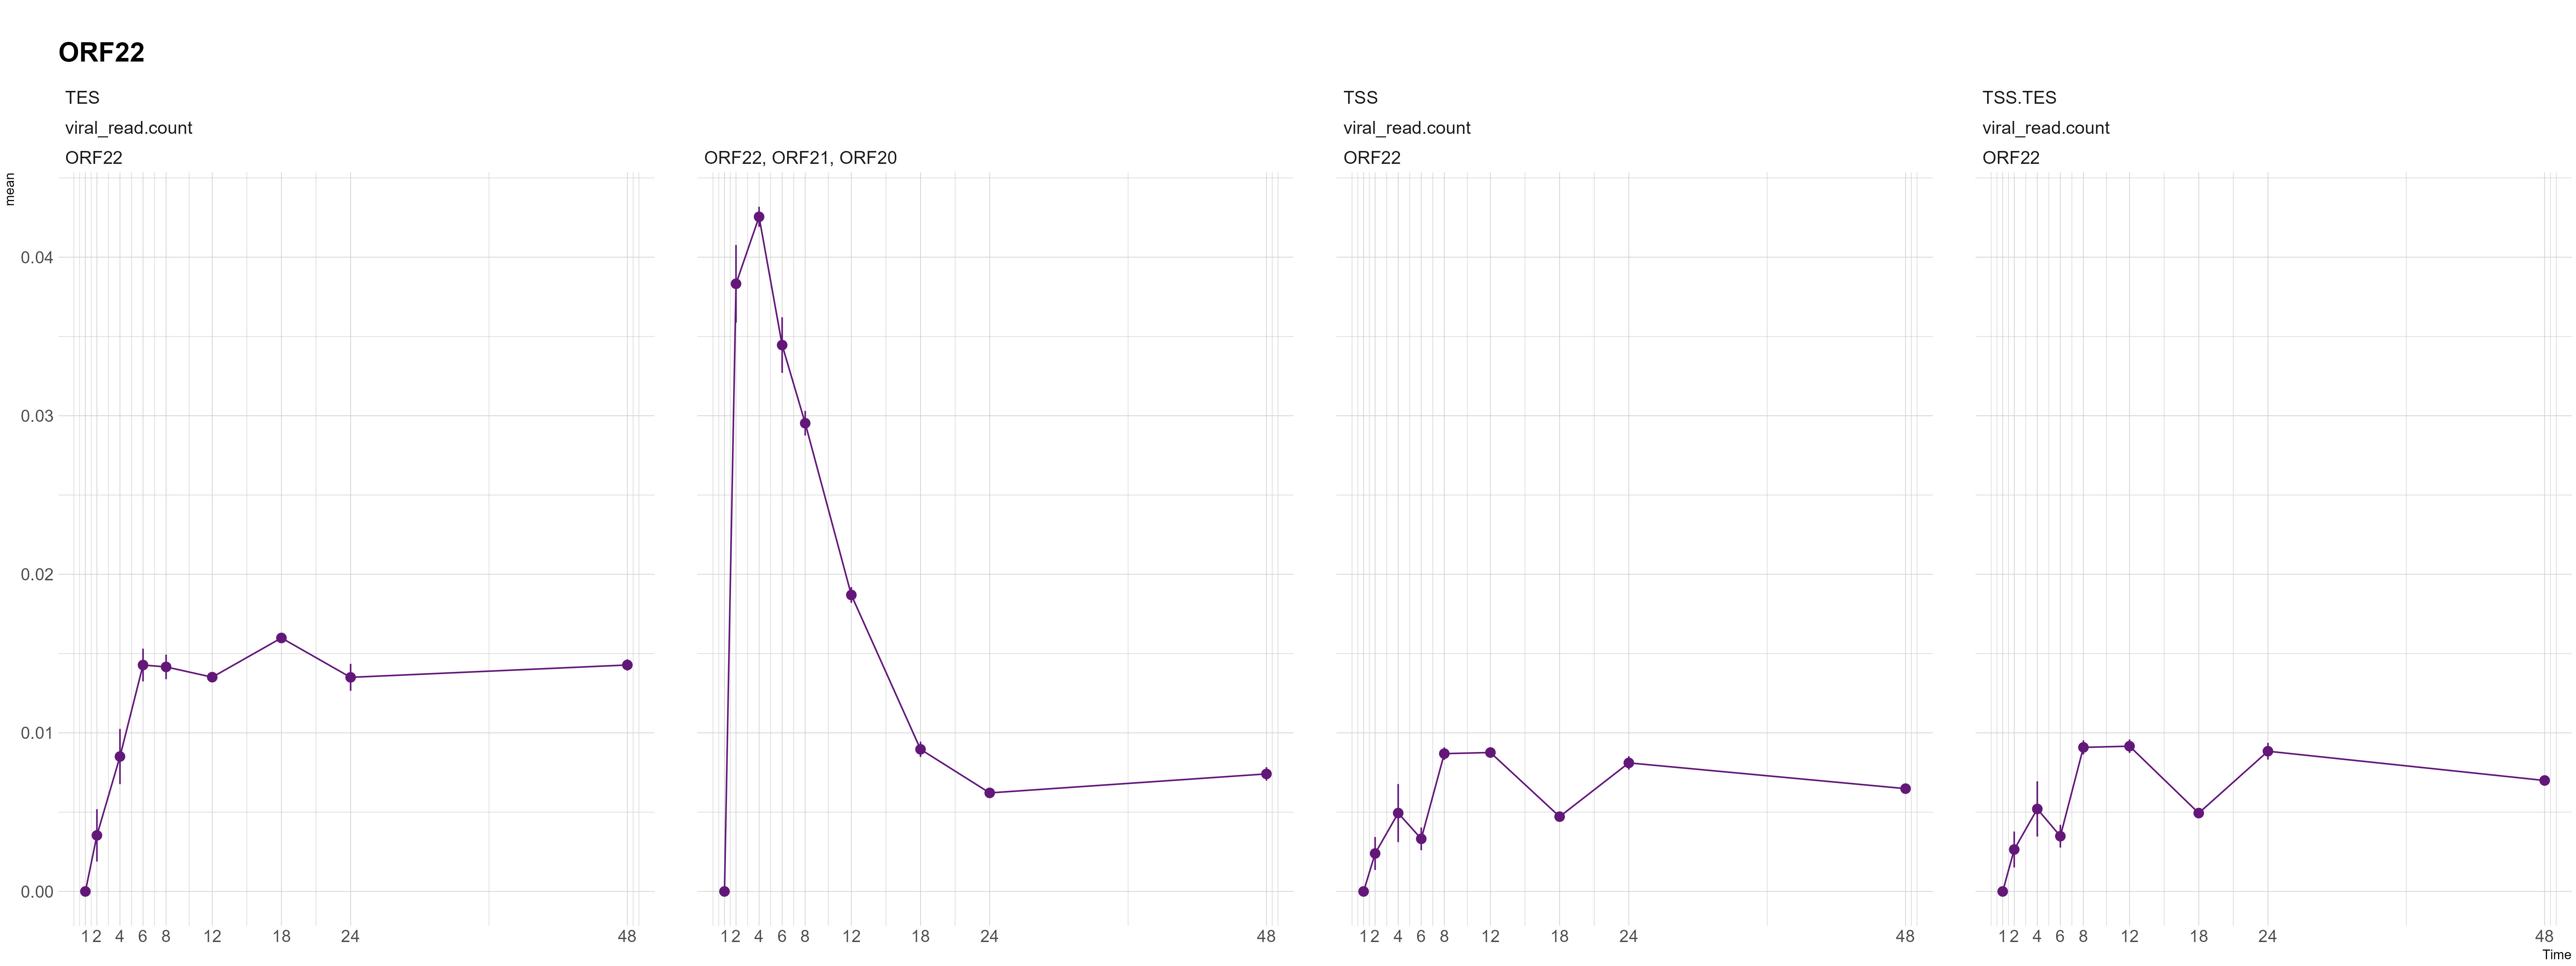 ORF22
TES TSS TSS.TES
viral_read.count viral_read.count viral_read.count
ORF22 ORF22, ORF21, ORF20 ORF22 ORF22
mean
0.04
0.03
0.02
0.01
0.00
1 2 4 6 8 12 18 24 48 1 2 4 6 8 12 18 24 48 1 2 4 6 8 12 18 24 48 1 2 4 6 8 12 18 24 48
Time